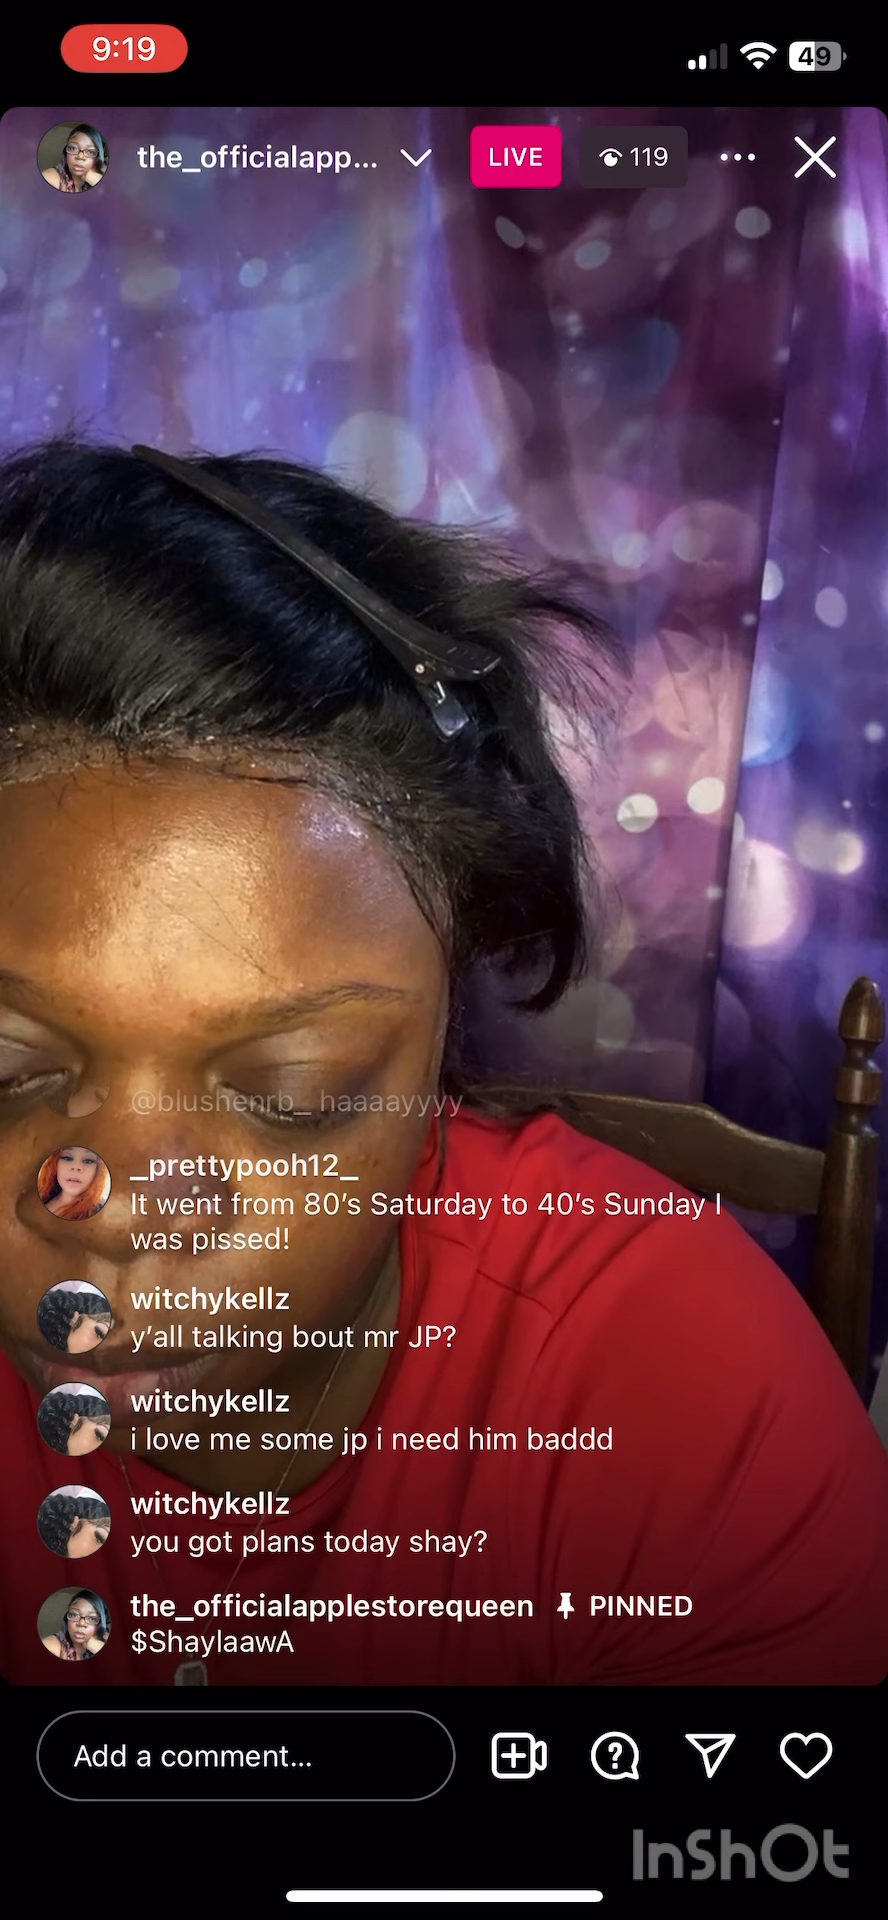 9:19
49
the_officialapp...
LIVE
119
@blushenrb_ haaaayyyy
_prettypooh12_
It went from 80’s Saturday to 40’s Sunday I
was pissed!
witchykellz
y’all talking bout mr JP?
witchykellz
i love me some jp i need him baddd
witchykellz
you got plans today shay?
the_officialapplestorequeen PINNED
$ShaylaawA
Add a comment...
InShOt